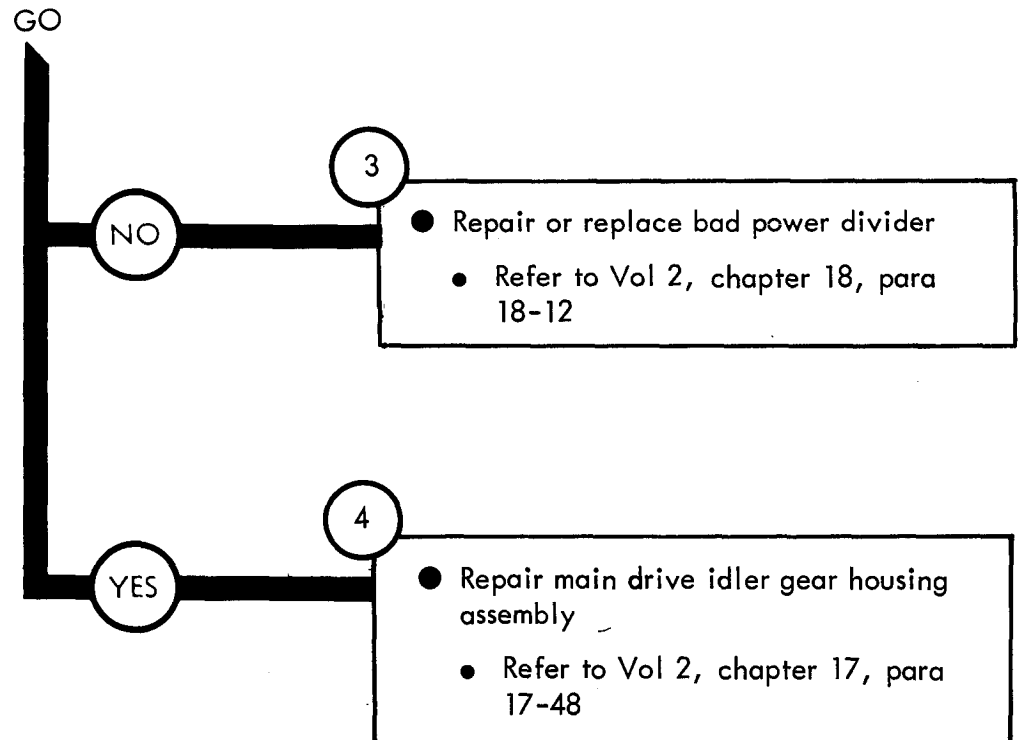 GO
3
NO
● Repair or replace bad power divider
● Refer to Vol 2, chapter 18, para
18-12
4
YES
● Repair main drive idler gear housing
assembly
● Refer to Vol 2, chapter 17, para
17-48